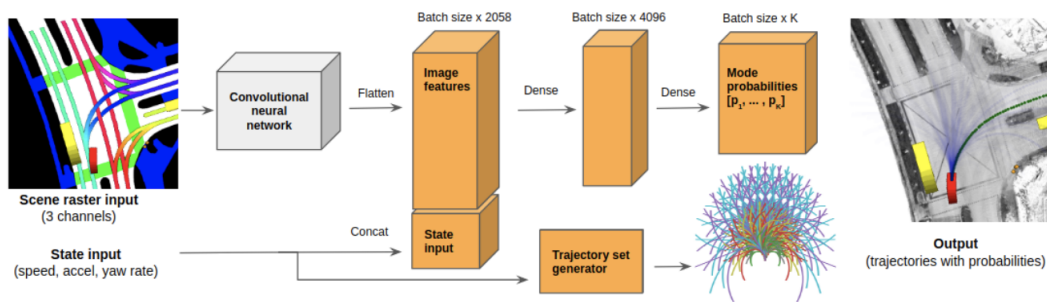 Batch size x 2058
Batch size x 4096
Batch size x K
Convolutional
neural
network
Flatten
Image
features
Dense
Dense
Mode
probabilities
[p1, ... , pK]
Scene raster input
(3 channels)
State input
(speed, accel, yaw rate)
Concat
State
input
Trajectory set
generator
Output
(trajectories with probabilities)